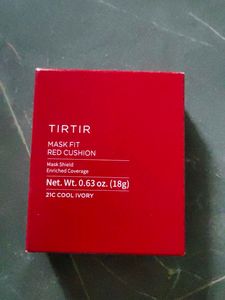 TIRTIR
MASK FIT
RED CUSHION
Mask Shield
Enriched Coverage
Net. Wt. 0.63 oz. (18g)
21C COOL IVORY